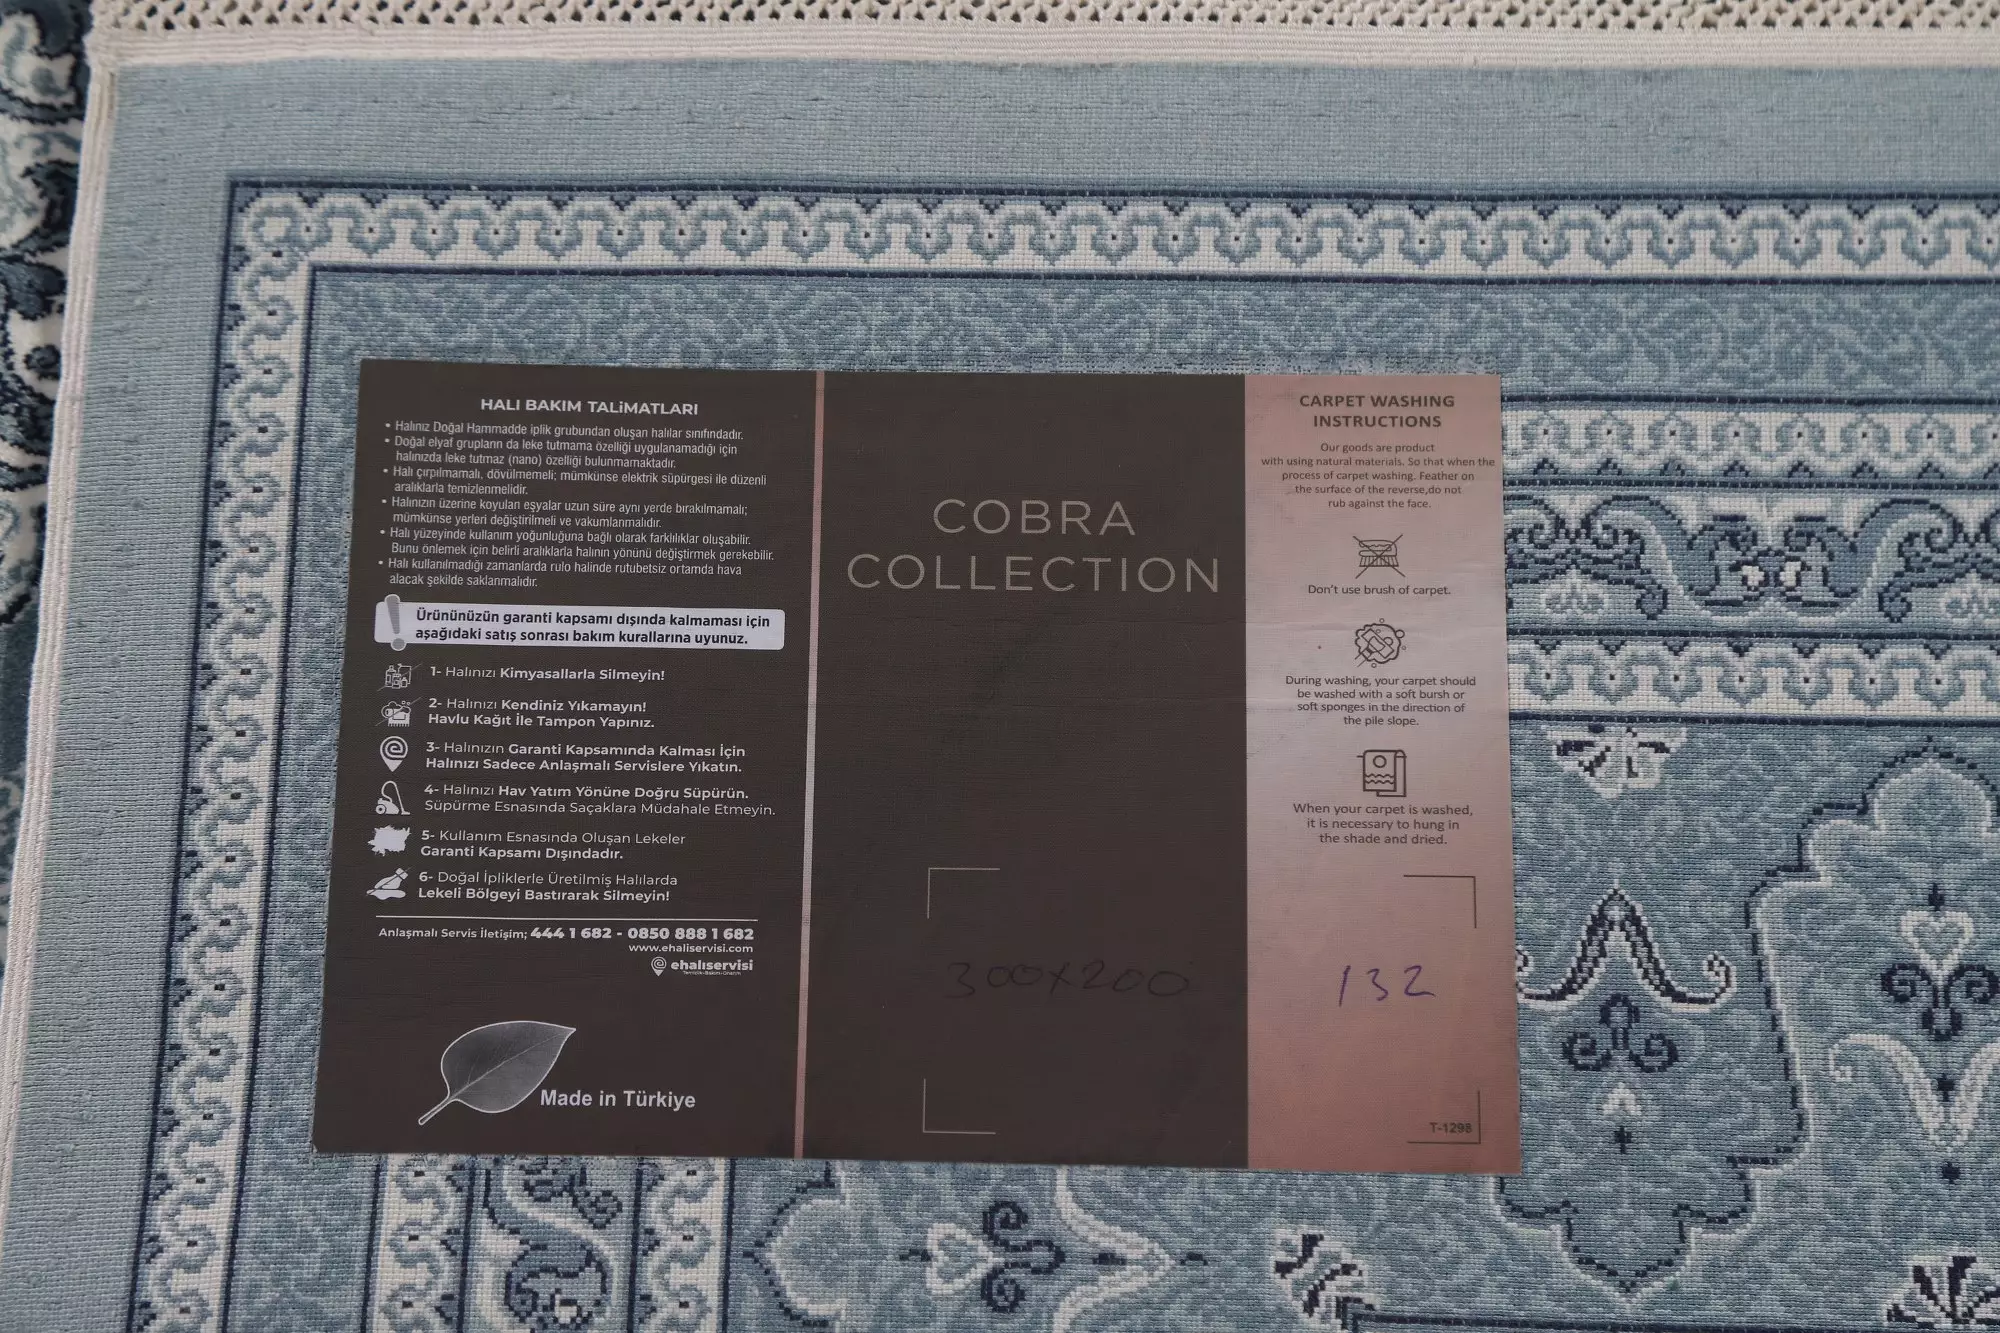 HALI BAKIM TALİMATLARI
• Halınız Doğal Hammadde iplik grubundan oluşan halılar sınıfındadır.
• Doğal elyaf grupların da leke tutmama özelliği uygulanamadığı için
halınızda leke tutmaz (nano) özelliği bulunmamaktadır.
• Halı çırpılmamalı, dövülmemeli; mümkünse elektrik süpürgesi ile düzenli
aralıklarla temizlenmelidir.
• Halınızın üzerine koyulan eşyalar uzun süre aynı yerde bırakılmamalı;
mümkünse yerleri değiştirilmeli ve vakumlanmalıdır.
• Halı yüzeyinde kullanım yoğunluğuna bağlı olarak farklılıklar oluşabilir.
Bunu önlemek için belirli aralıklarla halının yönünü değiştirmek gerekebilir.
• Halı kullanılmadığı zamanlarda rulo halinde rutubetsiz ortamda hava
alacak şekilde saklanmalıdır.
Ürününüzün garanti kapsamı dışında kalmaması için
aşağıdaki satış sonrası bakım kurallarına uyunuz.
1- Halınızı Kimyasallarla Silmeyin!
2- Halınızı Kendiniz Yıkamayın!
Havlu Kağıt İle Tampon Yapınız.
3- Halınızın Garanti Kapsamında Kalması İçin
Halınızı Sadece Anlaşmalı Servislere Yıkatın.
4- Halınızı Hav Yatım Yönüne Doğru Süpürün.
Süpürme Esnasında Saçaklara Müdahale Etmeyin.
5- Kullanım Esnasında Oluşan Lekeler
Garanti Kapsamı Dışındadır.
6- Doğal İpliklerle Üretilmiş Halılarda
Lekeli Bölgeyi Bastırarak Silmeyin!
Anlaşmalı Servis İletişim; 444 1 682 - 0850 888 1 682
www.ehaliservisi.com
ehalıservisi
Made in Türkiye
COBRA
COLLECTION
300x200
CARPET WASHING
INSTRUCTIONS
Our goods are product
with using natural materials. So that when the
process of carpet washing. Feather on
the surface of the reverse,do not
rub against the face.
Don't use brush of carpet.
During washing, your carpet should
be washed with a soft bursh or
soft sponges in the direction of
the pile slope.
When your carpet is washed,
it is necessary to hung in
the shade and dried.
132
T-1298